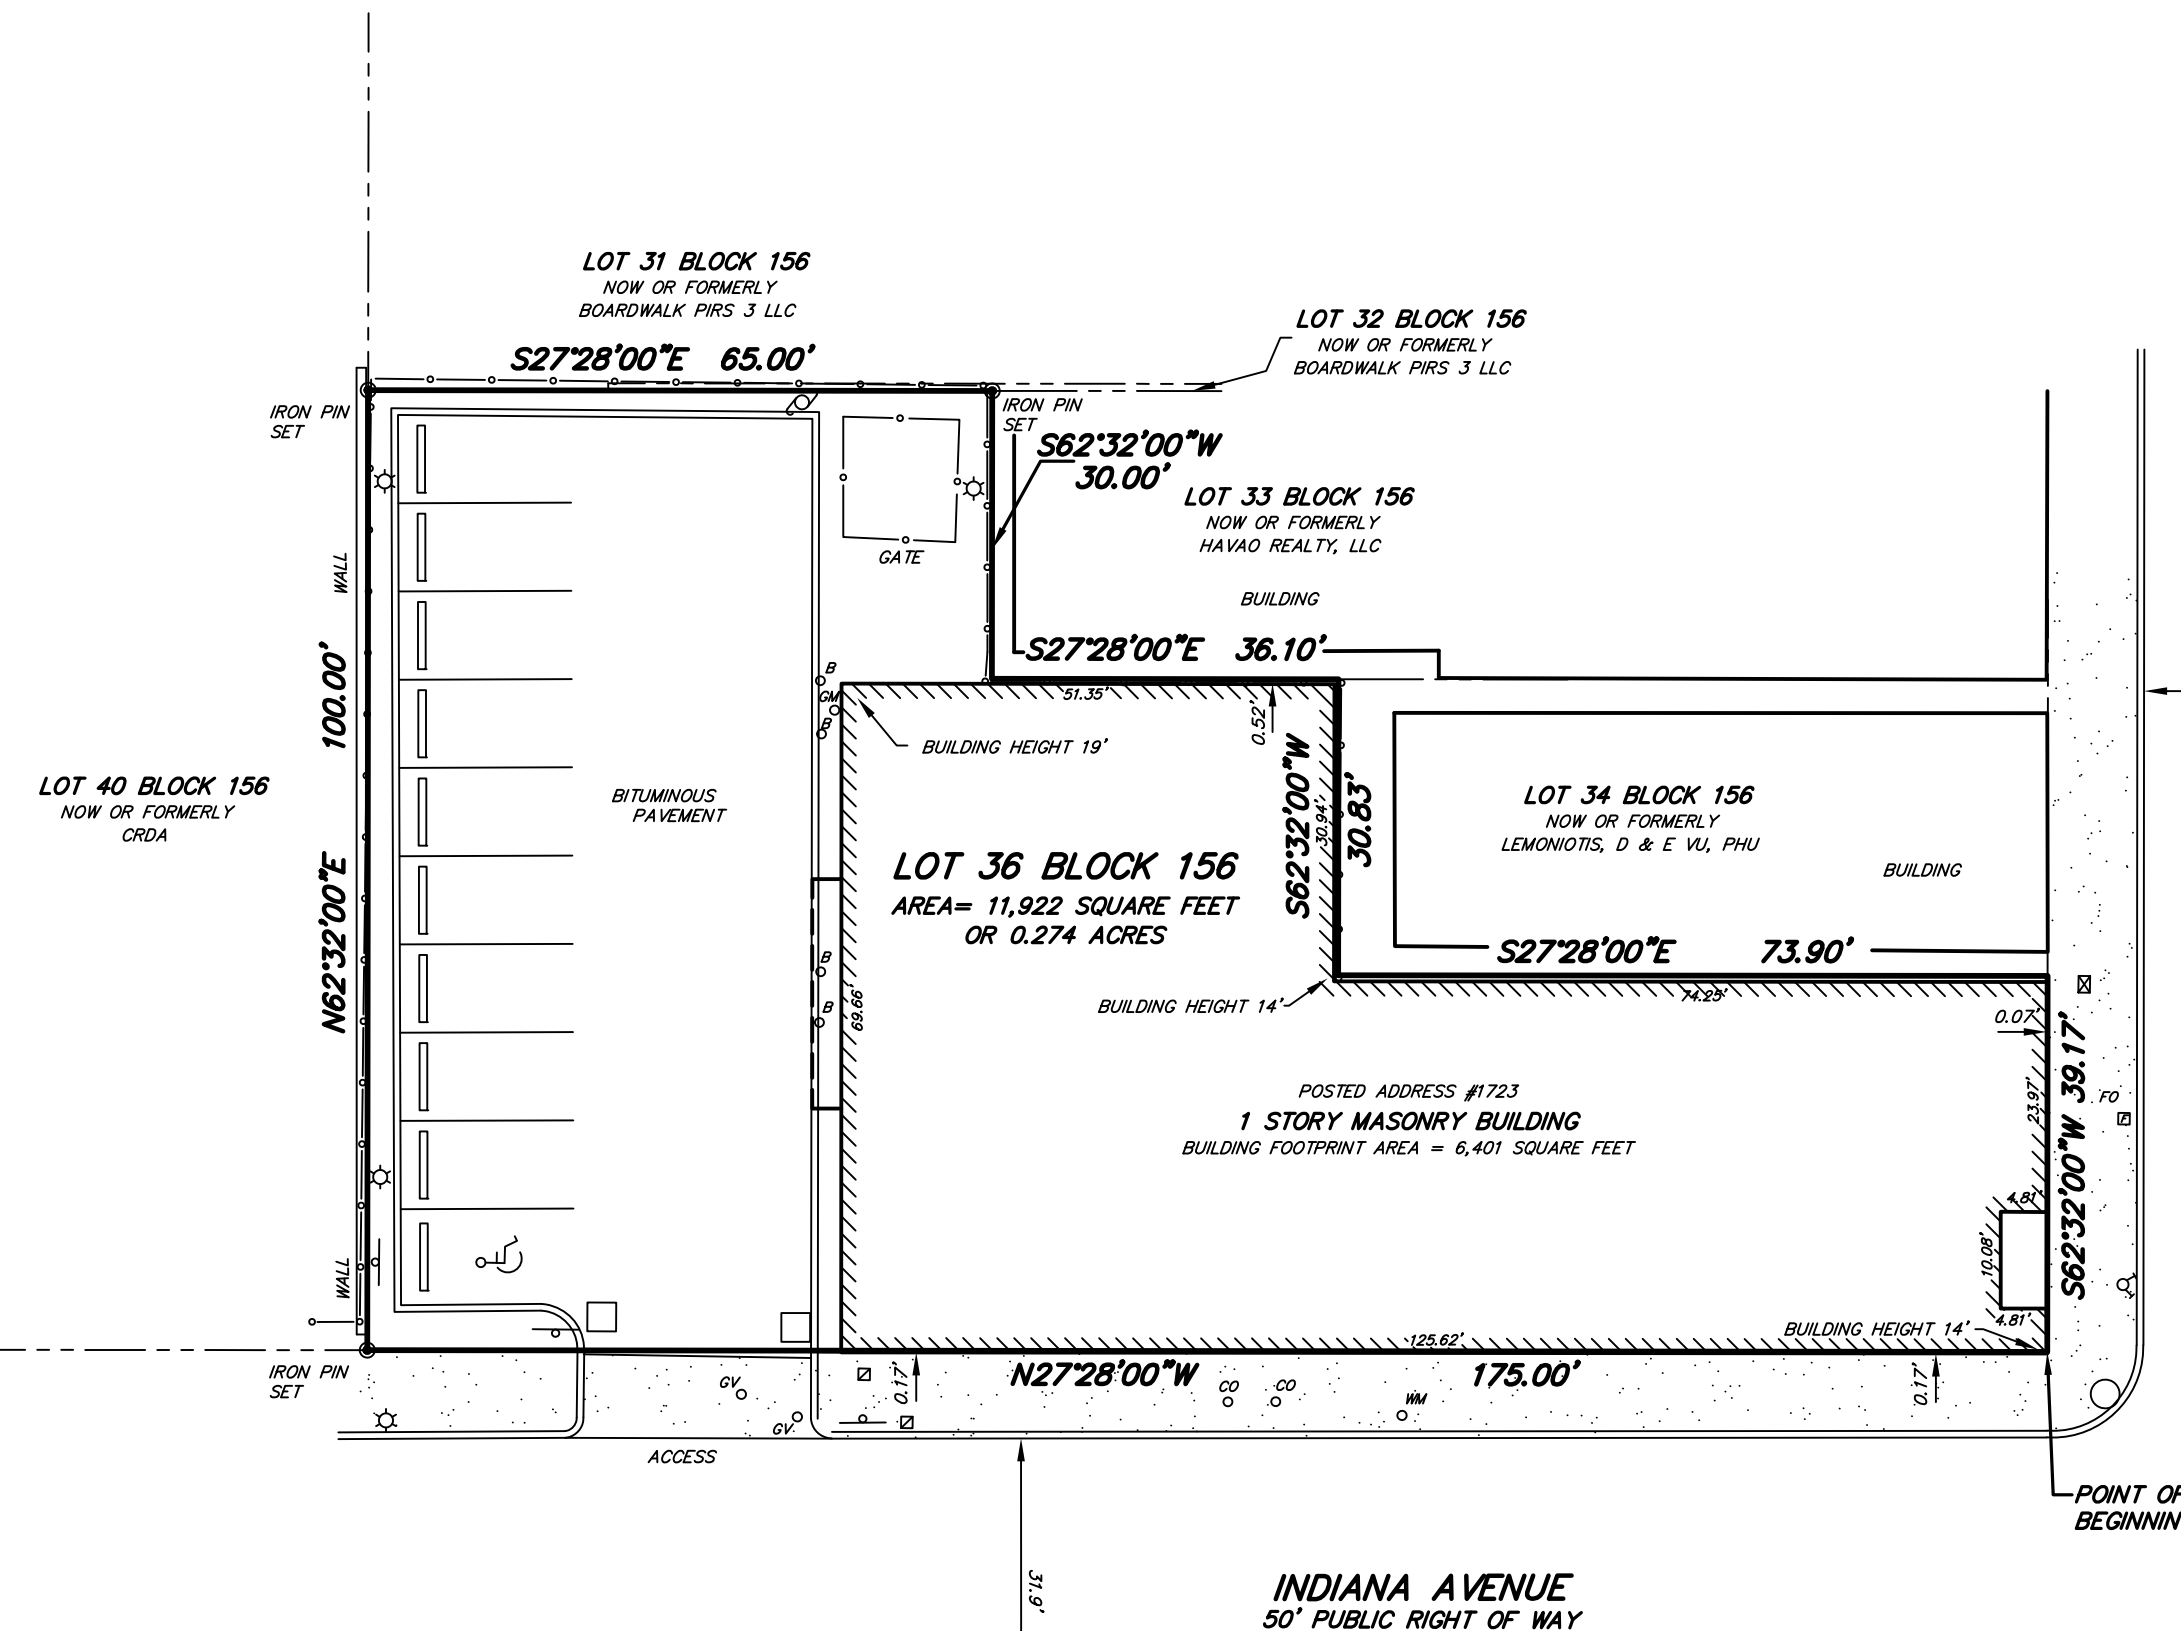 LOT 31 BLOCK 156
NOW OR FORMERLY
BOARDWALK PIRS 3 LLC
S27°28'00"E 65.00'
LOT 32 BLOCK 156
NOW OR FORMERLY
BOARDWALK PIRS 3 LLC
IRON PIN
SET
IRON PIN
SET
S62°32'00"W
30.00'
LOT 33 BLOCK 156
NOW OR FORMERLY
HAVAO REALTY, LLC
GATE
WALL
BUILDING
S27°28'00"E 36.10'
B
GM
B
51.35'
0.52'
BUILDING HEIGHT 19'
N62°32'00"E 100.00'
LOT 40 BLOCK 156
NOW OR FORMERLY
CRDA
BITUMINOUS
PAVEMENT
S62°32'00"W
30.94'
30.83'
LOT 34 BLOCK 156
NOW OR FORMERLY
LEMONIOTIS, D & E VU, PHU
BUILDING
LOT 36 BLOCK 156
AREA= 11,922 SQUARE FEET
OR 0.274 ACRES
S27°28'00"E 73.90'
B
B
69.66'
BUILDING HEIGHT 14'
74.25'
0.07'
S62°32'00"W 39.17'
23.97'
FO
F
POSTED ADDRESS #1723
1 STORY MASONRY BUILDING
BUILDING FOOTPRINT AREA = 6,401 SQUARE FEET
4.81'
10.08'
4.81'
WALL
BUILDING HEIGHT 14'
125.62'
IRON PIN
SET
N27°28'00"W 175.00'
0.17'
0.17'
GV
GV
CO
CO
WM
ACCESS
POINT OF
BEGINNIN
31.9'
INDIANA AVENUE
50' PUBLIC RIGHT OF WAY